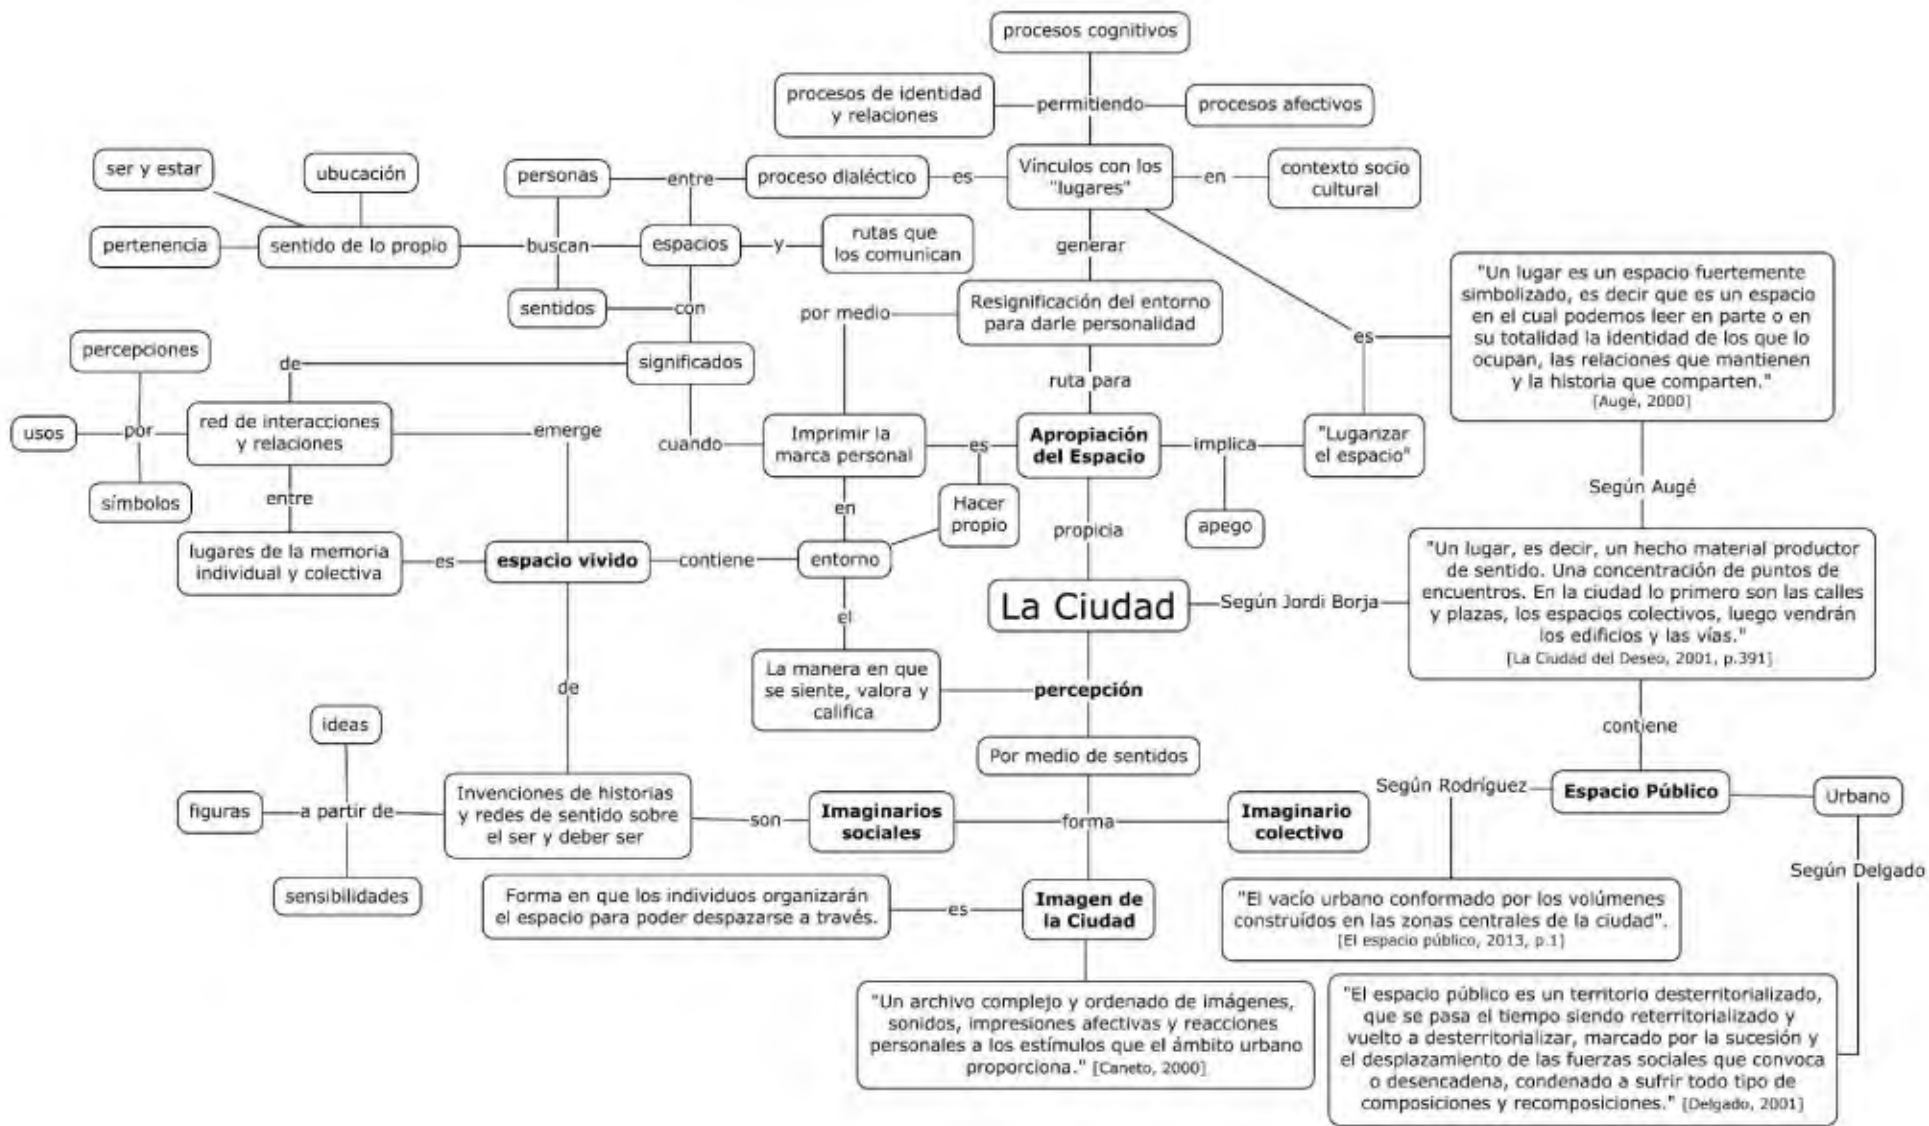 procesos cognitivos
procesos de identidad
y relaciones
permitiendo
procesos afectivos
ser y estar
ubucación
personas
entre
proceso dialéctico
es
Vínculos con los
"lugares"
en
contexto socio
cultural
pertenencia
sentido de lo propio
buscan
espacios
y
rutas que
los comunican
generar
"Un lugar es un espacio fuertemente
simbolizado, es decir que es un espacio
en el cual podemos leer en parte o en
su totalidad la identidad de los que lo
ocupan, las relaciones que mantienen
y la historia que comparten."
[Augé, 2000]
sentidos
con
por medio
Resignificación del entorno
para darle personalidad
es
percepciones
de
significados
ruta para
usos
por
red de interacciones
y relaciones
emerge
cuando
Imprimir la
marca personal
es
Apropiación
del Espacio
implica
"Luganzar
el espacio"
símbolos
entre
en
Hacer
propio
propicia
apego
Según Augé
lugares de la memoria
individual y colectiva
es
espacio vivido
contiene
entorno
"Un lugar, es decir, un hecho material productor
de sentido. Una concentración de puntos de
encuentros. En la ciudad lo primero son las calles
y plazas, los espacios colectivos, luego vendrán
los edificios y las vías."
[La Ciudad del Deseo, 2001, p.391]
La Ciudad
Según Jordi Borja
el
La manera en que
se siente, valora y
califica
percepción
de
ideas
contiene
Por medio de sentidos
figuras
a partir de
Invenciones de historias
y redes de sentido sobre
el ser y deber ser
son
Imaginarios
sociales
forma
Imaginario
colectivo
Según Rodríguez
Espacio Público
Urbano
sensibilidades
Forma en que los individuos organizarán
el espacio para poder despazarse a través.
es
Imagen de
la Ciudad
"El vacío urbano conformado por los volúmenes
construídos en las zonas centrales de la ciudad".
[El espacio público, 2013, p.1]
Según Delgado
"Un archivo complejo y ordenado de imágenes,
sonidos, impresiones afectivas y reacciones
personales a los estímulos que el ámbito urbano
proporciona." [Caneto, 2000]
"El espacio público es un territorio desterritorializado,
que se pasa el tiempo siendo reterritorializado y
vuelto a desterritorializar, marcado por la sucesión y
el desplazamiento de las fuerzas sociales que convoca
o desencadena, condenado a sufrir todo tipo de
composiciones y recomposiciones." [Delgado, 2001]